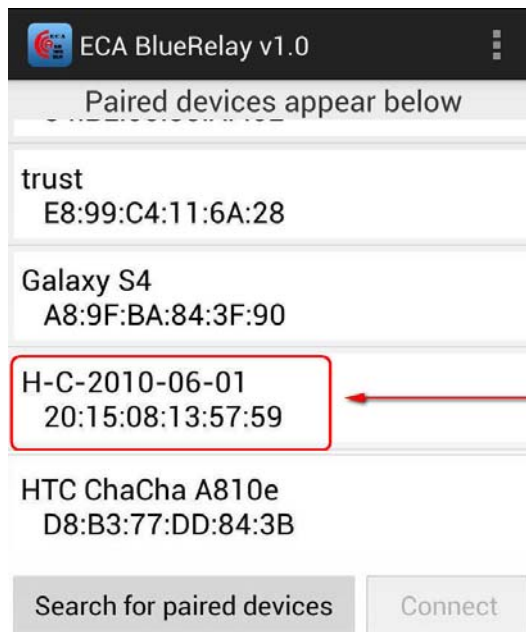 ECA BlueRelay v1.0
Paired devices appear below
trust
E8:99:C4:11:6A:28
Galaxy S4
A8:9F:BA:84:3F:90
H-C-2010-06-01
20:15:08:13:57:59
HTC ChaCha A810e
D8:B3:77:DD:84:3B
Search for paired devices
Connect